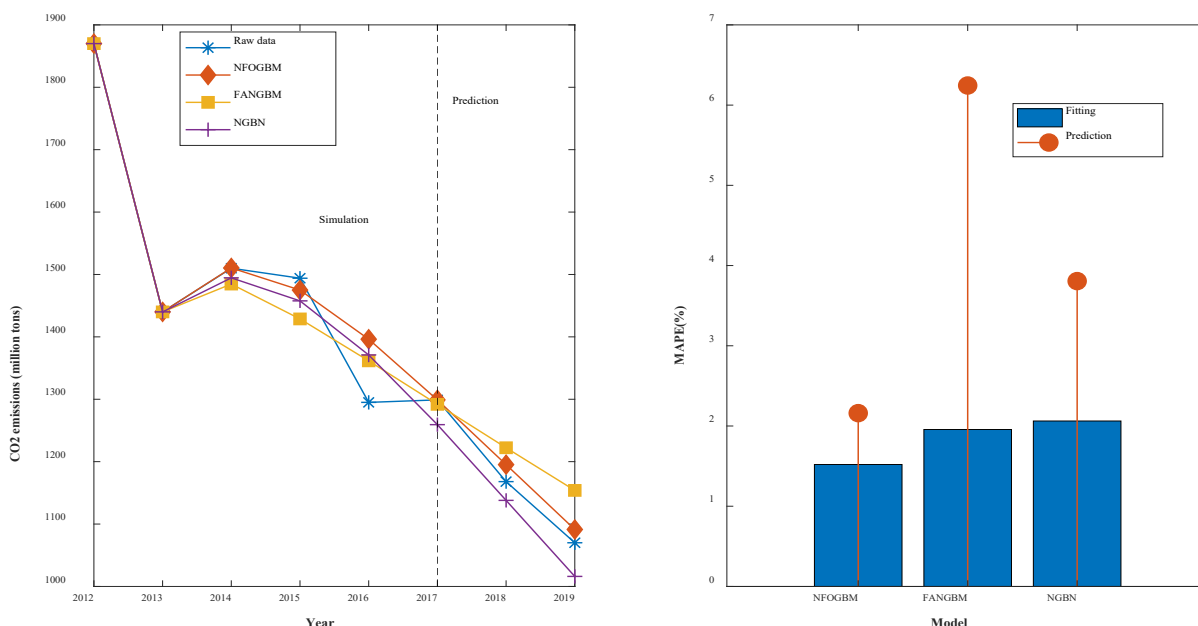 1900
1800
1700
1600
1500
1400
1300
1200
1100
1000
CO2 emissions (million tons)
Raw data
NFOGBM
FANGBM
NGBN
Prediction
Simulation
2012 2013 2014 2015 2016 2017 2018 2019
Year
7
6
5
4
3
2
1
0
MAPE(%)
Fitting
Prediction
NFOGBM FANGBM NGBN
Model